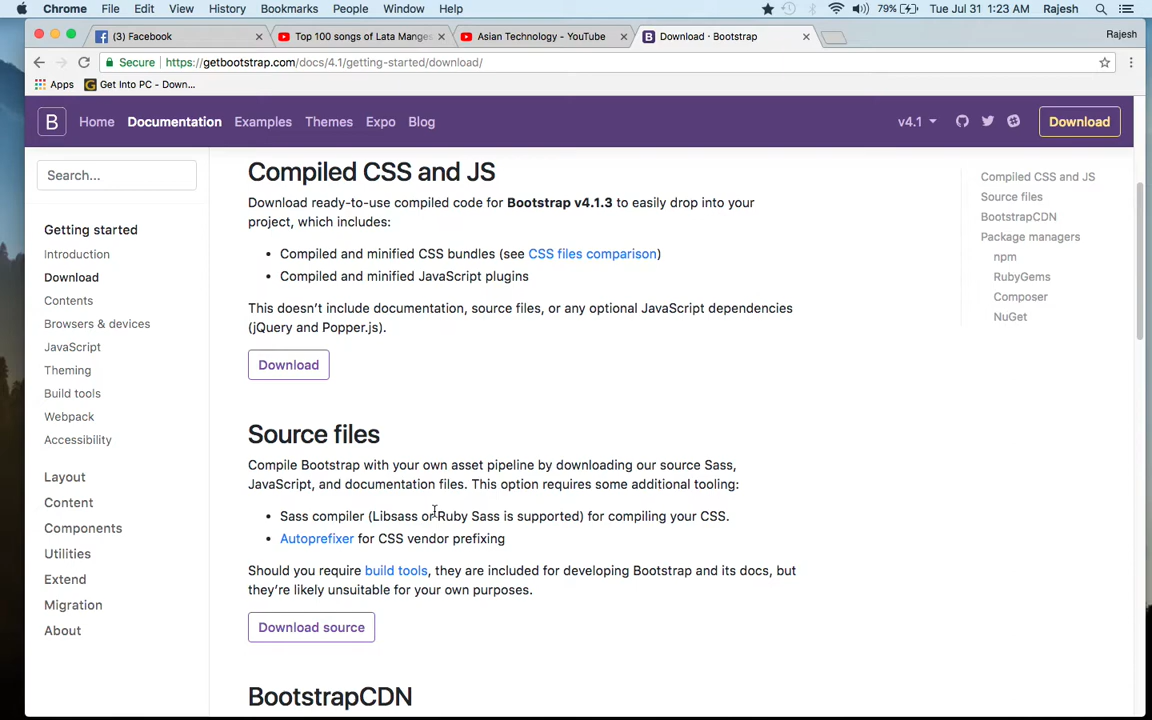 Chrome File Edit View History Bookmarks People Window Help 79% Tue Jul 31 1:23 AM Rajesh
(3) Facebook Top 100 songs of Lata Manges Asian Technology - YouTube Download · Bootstrap Rajesh
Secure https://getbootstrap.com/docs/4.1/getting-started/download/
Apps Get Into PC - Down...
B Home Documentation Examples Themes Expo Blog v4.1 Download
Search...
Getting started
Introduction
Download
Contents
Browsers & devices
JavaScript
Theming
Build tools
Webpack
Accessibility
Layout
Content
Components
Utilities
Extend
Migration
About
Compiled CSS and JS
Download ready-to-use compiled code for Bootstrap v4.1.3 to easily drop into your
project, which includes:
• Compiled and minified CSS bundles (see CSS files comparison)
• Compiled and minified JavaScript plugins
This doesn’t include documentation, source files, or any optional JavaScript dependencies
(jQuery and Popper.js).
Download
Source files
Compile Bootstrap with your own asset pipeline by downloading our source Sass,
JavaScript, and documentation files. This option requires some additional tooling:
• Sass compiler (Libsass or Ruby Sass is supported) for compiling your CSS.
• Autoprefixer for CSS vendor prefixing
Should you require build tools, they are included for developing Bootstrap and its docs, but
they’re likely unsuitable for your own purposes.
Download source
BootstrapCDN
Compiled CSS and JS
Source files
BootstrapCDN
Package managers
npm
RubyGems
Composer
NuGet